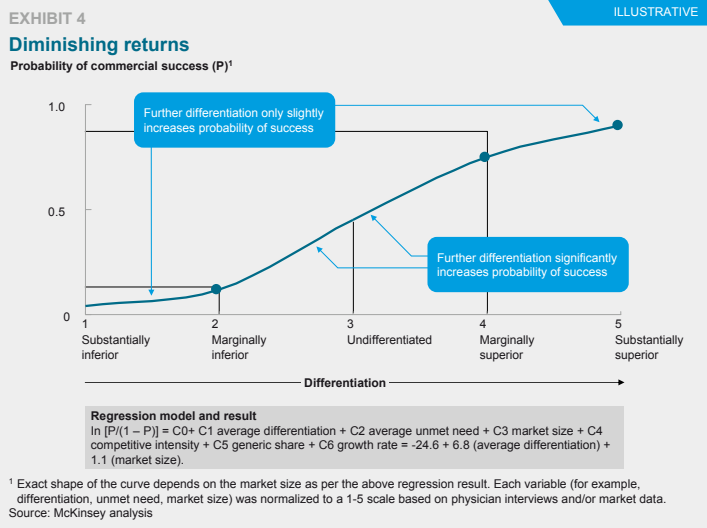 EXHIBIT 4
ILLUSTRATIVE
Diminishing returns
Probability of commercial success (P)¹
1.0
Further differentiation only slightly
increases probability of success
0.5
Further differentiation significantly
increases probability of success
0
1
2
3
4
5
Substantially
inferior
Marginally
inferior
Undifferentiated
Marginally
superior
Substantially
superior
Differentiation
Regression model and result
ln [P/(1 – P)] = C0+ C1 average differentiation + C2 average unmet need + C3 market size + C4
competitive intensity + C5 generic share + C6 growth rate = -24.6 + 6.8 (average differentiation) +
1.1 (market size).
¹ Exact shape of the curve depends on the market size as per the above regression result. Each variable (for example,
differentiation, unmet need, market size) was normalized to a 1-5 scale based on physician interviews and/or market data.
Source: McKinsey analysis